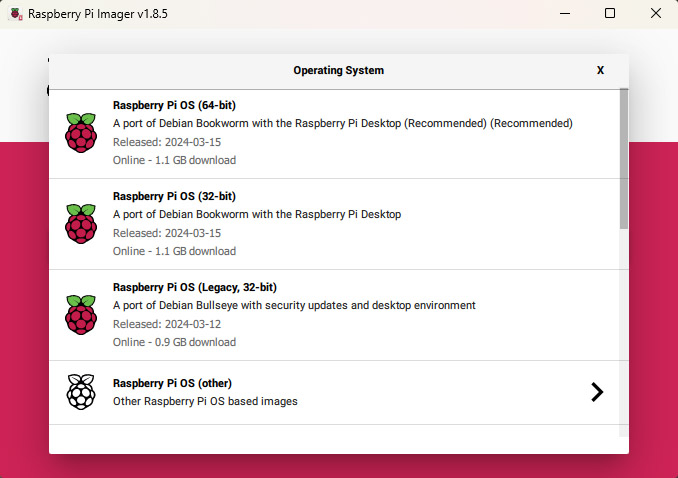 Raspberry Pi Imager v1.8.5
Operating System
X
Raspberry Pi OS (64-bit)
A port of Debian Bookworm with the Raspberry Pi Desktop (Recommended) (Recommended)
Released: 2024-03-15
Online - 1.1 GB download
Raspberry Pi OS (32-bit)
A port of Debian Bookworm with the Raspberry Pi Desktop
Released: 2024-03-15
Online - 1.1 GB download
Raspberry Pi OS (Legacy, 32-bit)
A port of Debian Bullseye with security updates and desktop environment
Released: 2024-03-12
Online - 0.9 GB download
Raspberry Pi OS (other)
Other Raspberry Pi OS based images